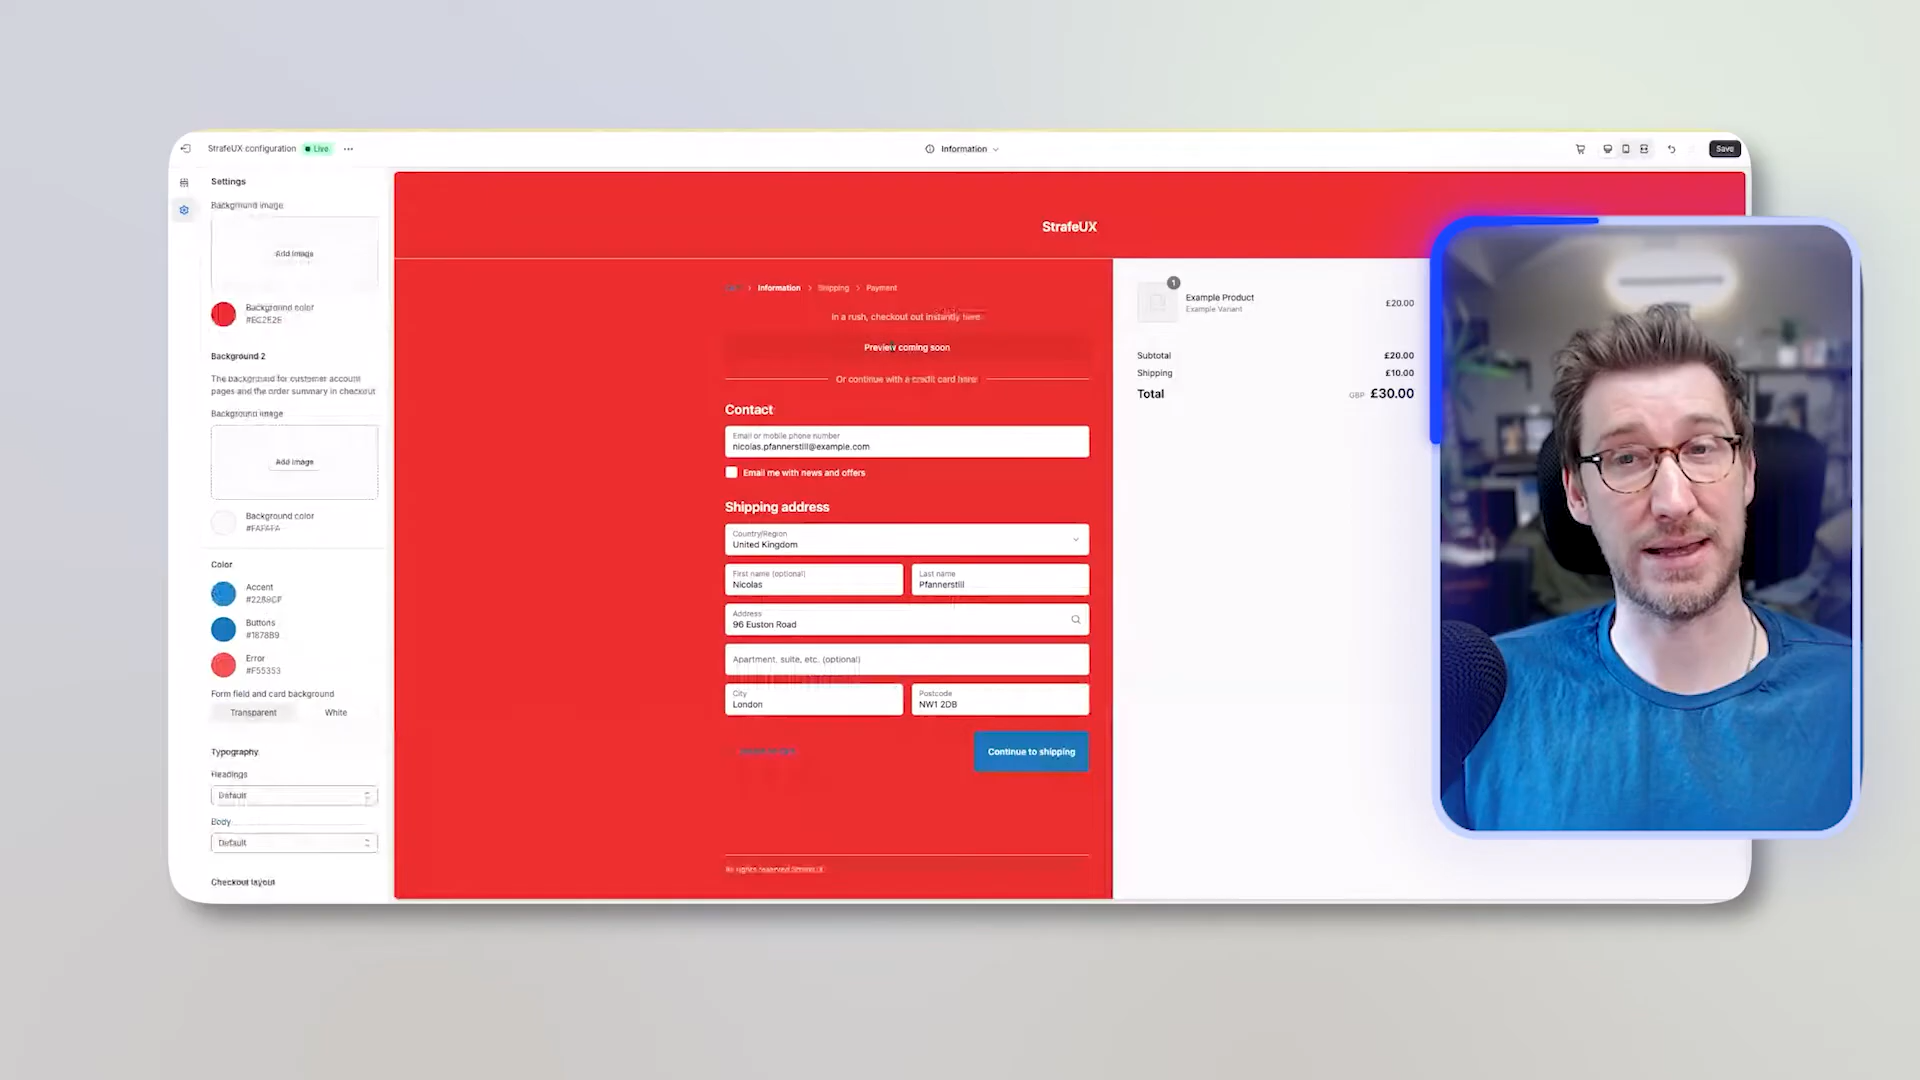 StrafeUX configuration
Live
Information
Save
Settings
Background image
Add image
Background color
#EC2E2E
Background 2
The background for customer account
pages and the order summary in checkout
Background image
Add image
Background color
#FAFAFA
Color
Accent
Buttons
#1878B9
Error
#F55353
Form field and card background
Transparent
White
Typography
Headings
Default
Body
Default
Checkout layout
StrafeUX
Information
Shipping
Payment
In a rush, checkout out instantly here
Preview coming soon
Or continue with a credit card here
Contact
Email or mobile phone number
nicolas.pfannerstill@example.com
Email me with news and offers
Shipping address
Country/Region
United Kingdom
First name (optional)
Nicolas
Last name
Pfannerstill
Address
96 Euston Road
Apartment, suite, etc. (optional)
City
London
Postcode
NW1 2DB
Continue to shipping
All rights reserved StrafeUX
1
Example Product
Example Variant
£20.00
Subtotal £20.00
Shipping £10.00
Total GBP £30.00